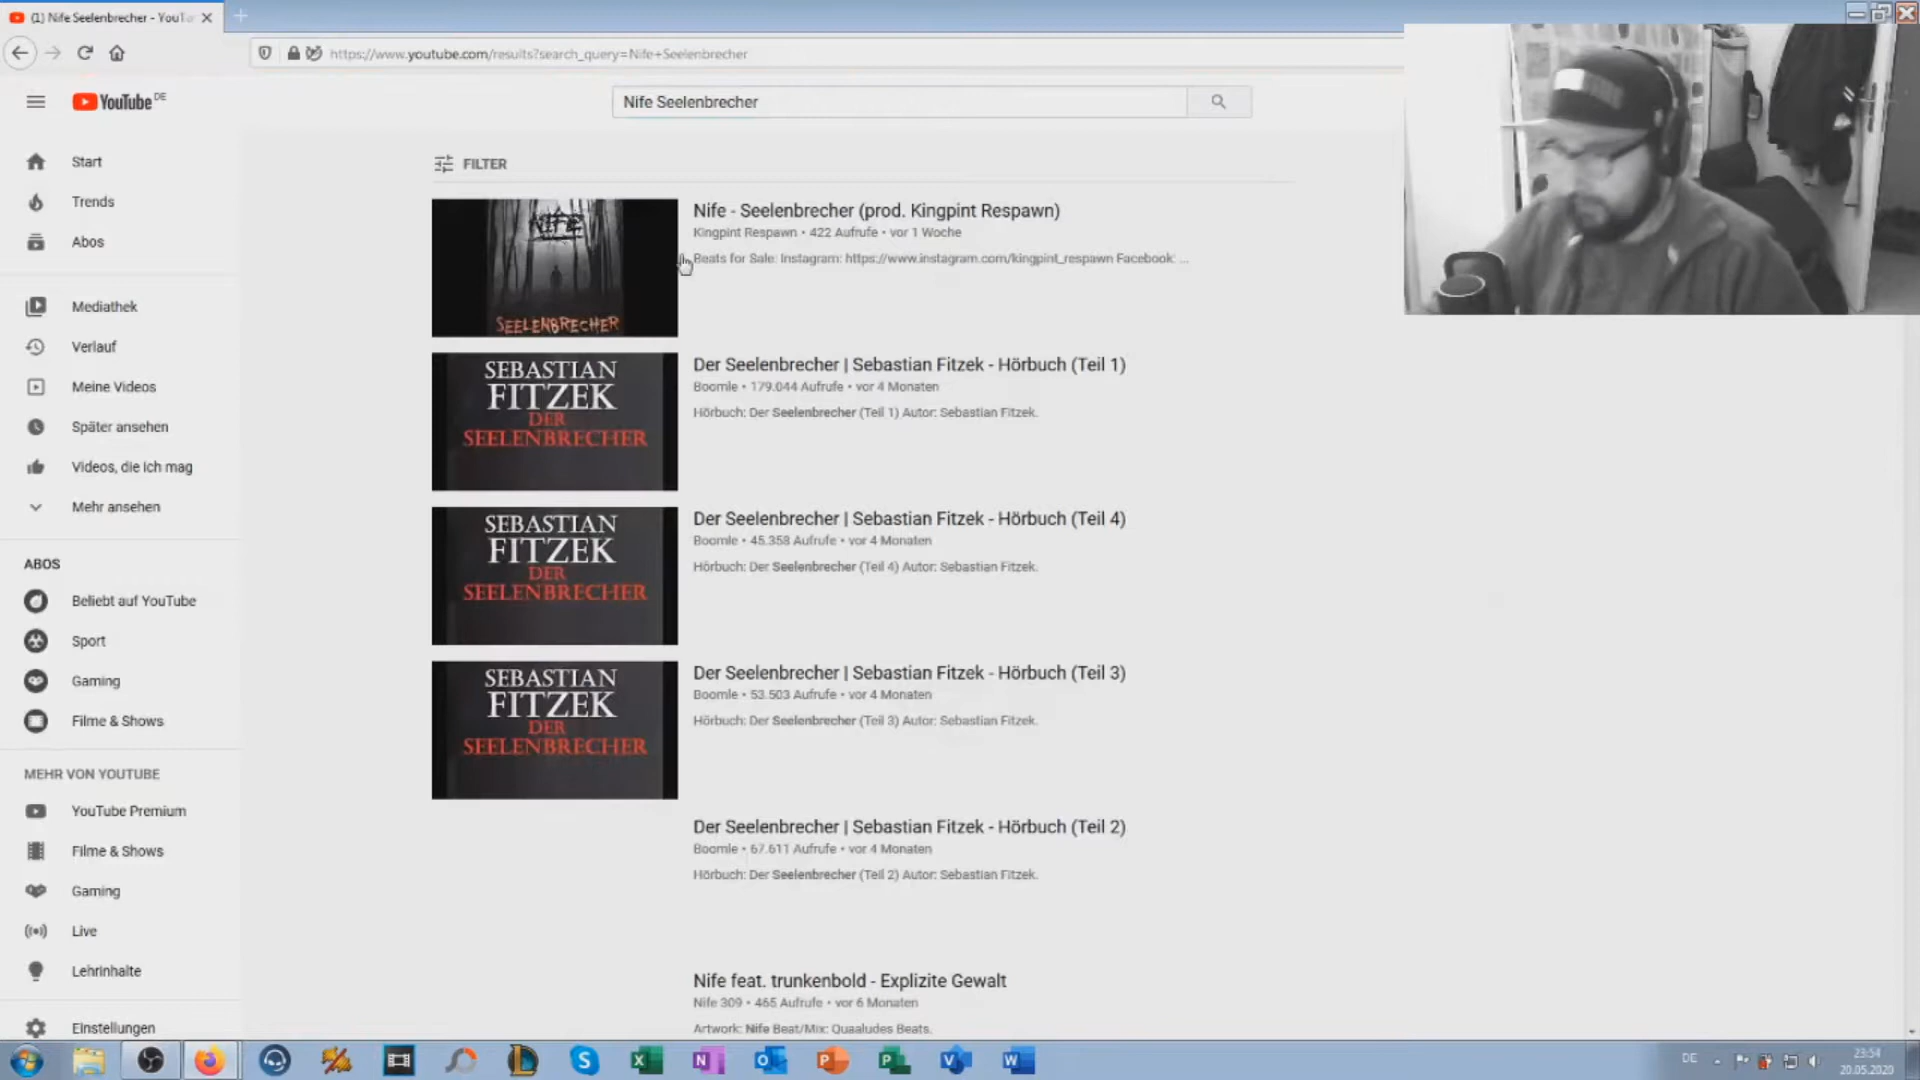 (1) Nife Seelenbrecher - YouTu
https://www.youtube.com/results?search_query=Nife+Seelenbrecher
YouTube DE
Nife Seelenbrecher
Start
Trends
Abos
Mediathek
Verlauf
Meine Videos
Später ansehen
Videos, die ich mag
Mehr ansehen
ABOS
Beliebt auf YouTube
Sport
Gaming
Filme & Shows
MEHR VON YOUTUBE
YouTube Premium
Filme & Shows
Gaming
Live
Lehrinhalte
Einstellungen
FILTER
NIFE
SEELENBRECHER
Nife - Seelenbrecher (prod. Kingpint Respawn)
Kingpint Respawn • 422 Aufrufe • vor 1 Woche
Beats for Sale: Instagram: https://www.instagram.com/kingpint_respawn Facebook: ...
SEBASTIAN
FITZEK
DER
SEELENBRECHER
Der Seelenbrecher | Sebastian Fitzek - Hörbuch (Teil 1)
Boomle • 179.044 Aufrufe • vor 4 Monaten
Hörbuch: Der Seelenbrecher (Teil 1) Autor: Sebastian Fitzek.
SEBASTIAN
FITZEK
DER
SEELENBRECHER
Der Seelenbrecher | Sebastian Fitzek - Hörbuch (Teil 4)
Boomle • 45.358 Aufrufe • vor 4 Monaten
Hörbuch: Der Seelenbrecher (Teil 4) Autor: Sebastian Fitzek.
SEBASTIAN
FITZEK
DER
SEELENBRECHER
Der Seelenbrecher | Sebastian Fitzek - Hörbuch (Teil 3)
Boomle • 53.503 Aufrufe • vor 4 Monaten
Hörbuch: Der Seelenbrecher (Teil 3) Autor: Sebastian Fitzek.
Der Seelenbrecher | Sebastian Fitzek - Hörbuch (Teil 2)
Boomle • 67.611 Aufrufe • vor 4 Monaten
Hörbuch: Der Seelenbrecher (Teil 2) Autor: Sebastian Fitzek.
Nife feat. trunkenbold - Explizite Gewalt
Nife 309 • 465 Aufrufe • vor 6 Monaten
Artwork: Nife Beat/Mix: Quaaludes Beats.
DE
23:54
20.05.2020